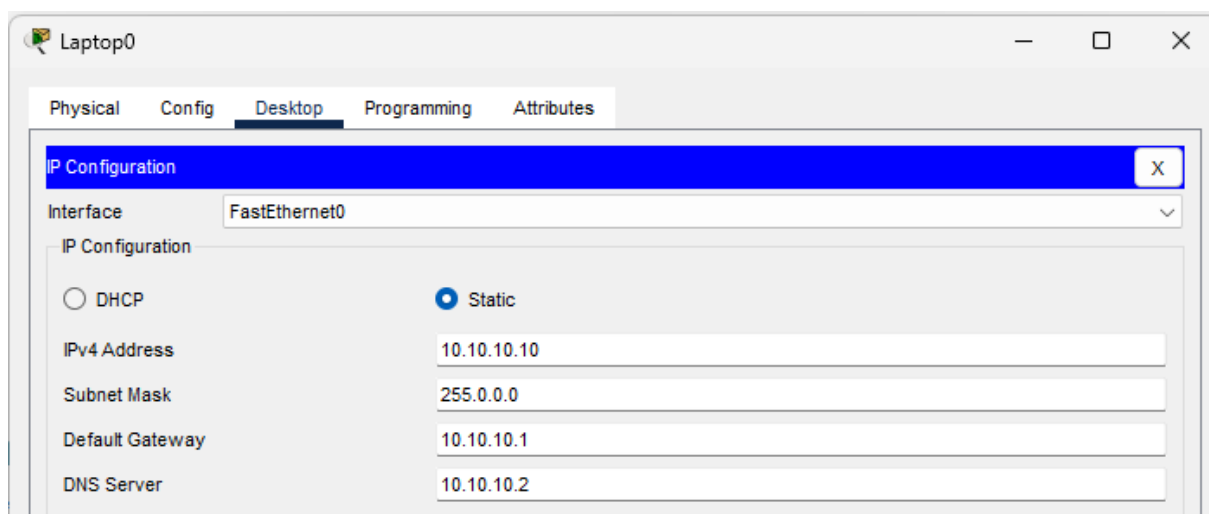 Laptop0
Physical Config Desktop Programming Attributes
IP Configuration X
Interface FastEthernet0
IP Configuration
DHCP Static
IPv4 Address 10.10.10.10
Subnet Mask 255.0.0.0
Default Gateway 10.10.10.1
DNS Server 10.10.10.2